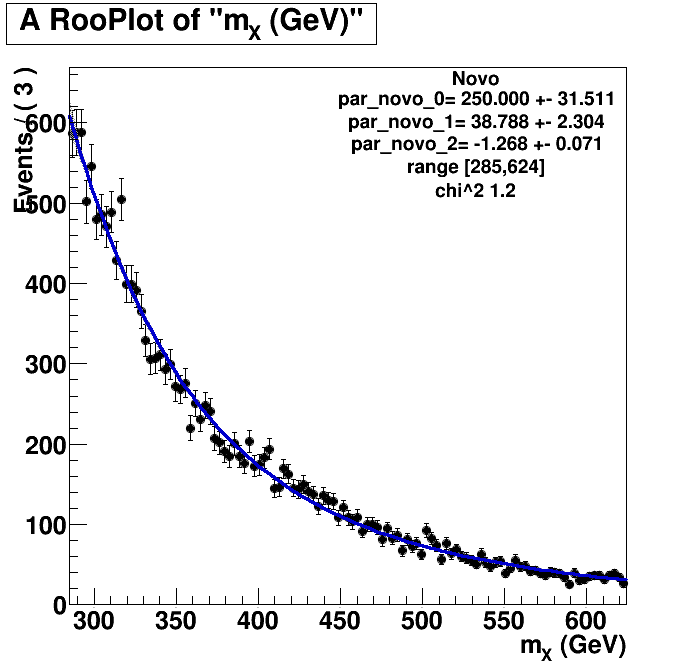 A RooPlot of "mX (GeV)"
Events / ( 3 )
Novo
par_novo_0= 250.000 +- 31.511
par_novo_1= 38.788 +- 2.304
par_novo_2= -1.268 +- 0.071
range [285,624]
chi^2 1.2
600
500
400
300
200
100
0
300 350 400 450 500 550 600
mX (GeV)